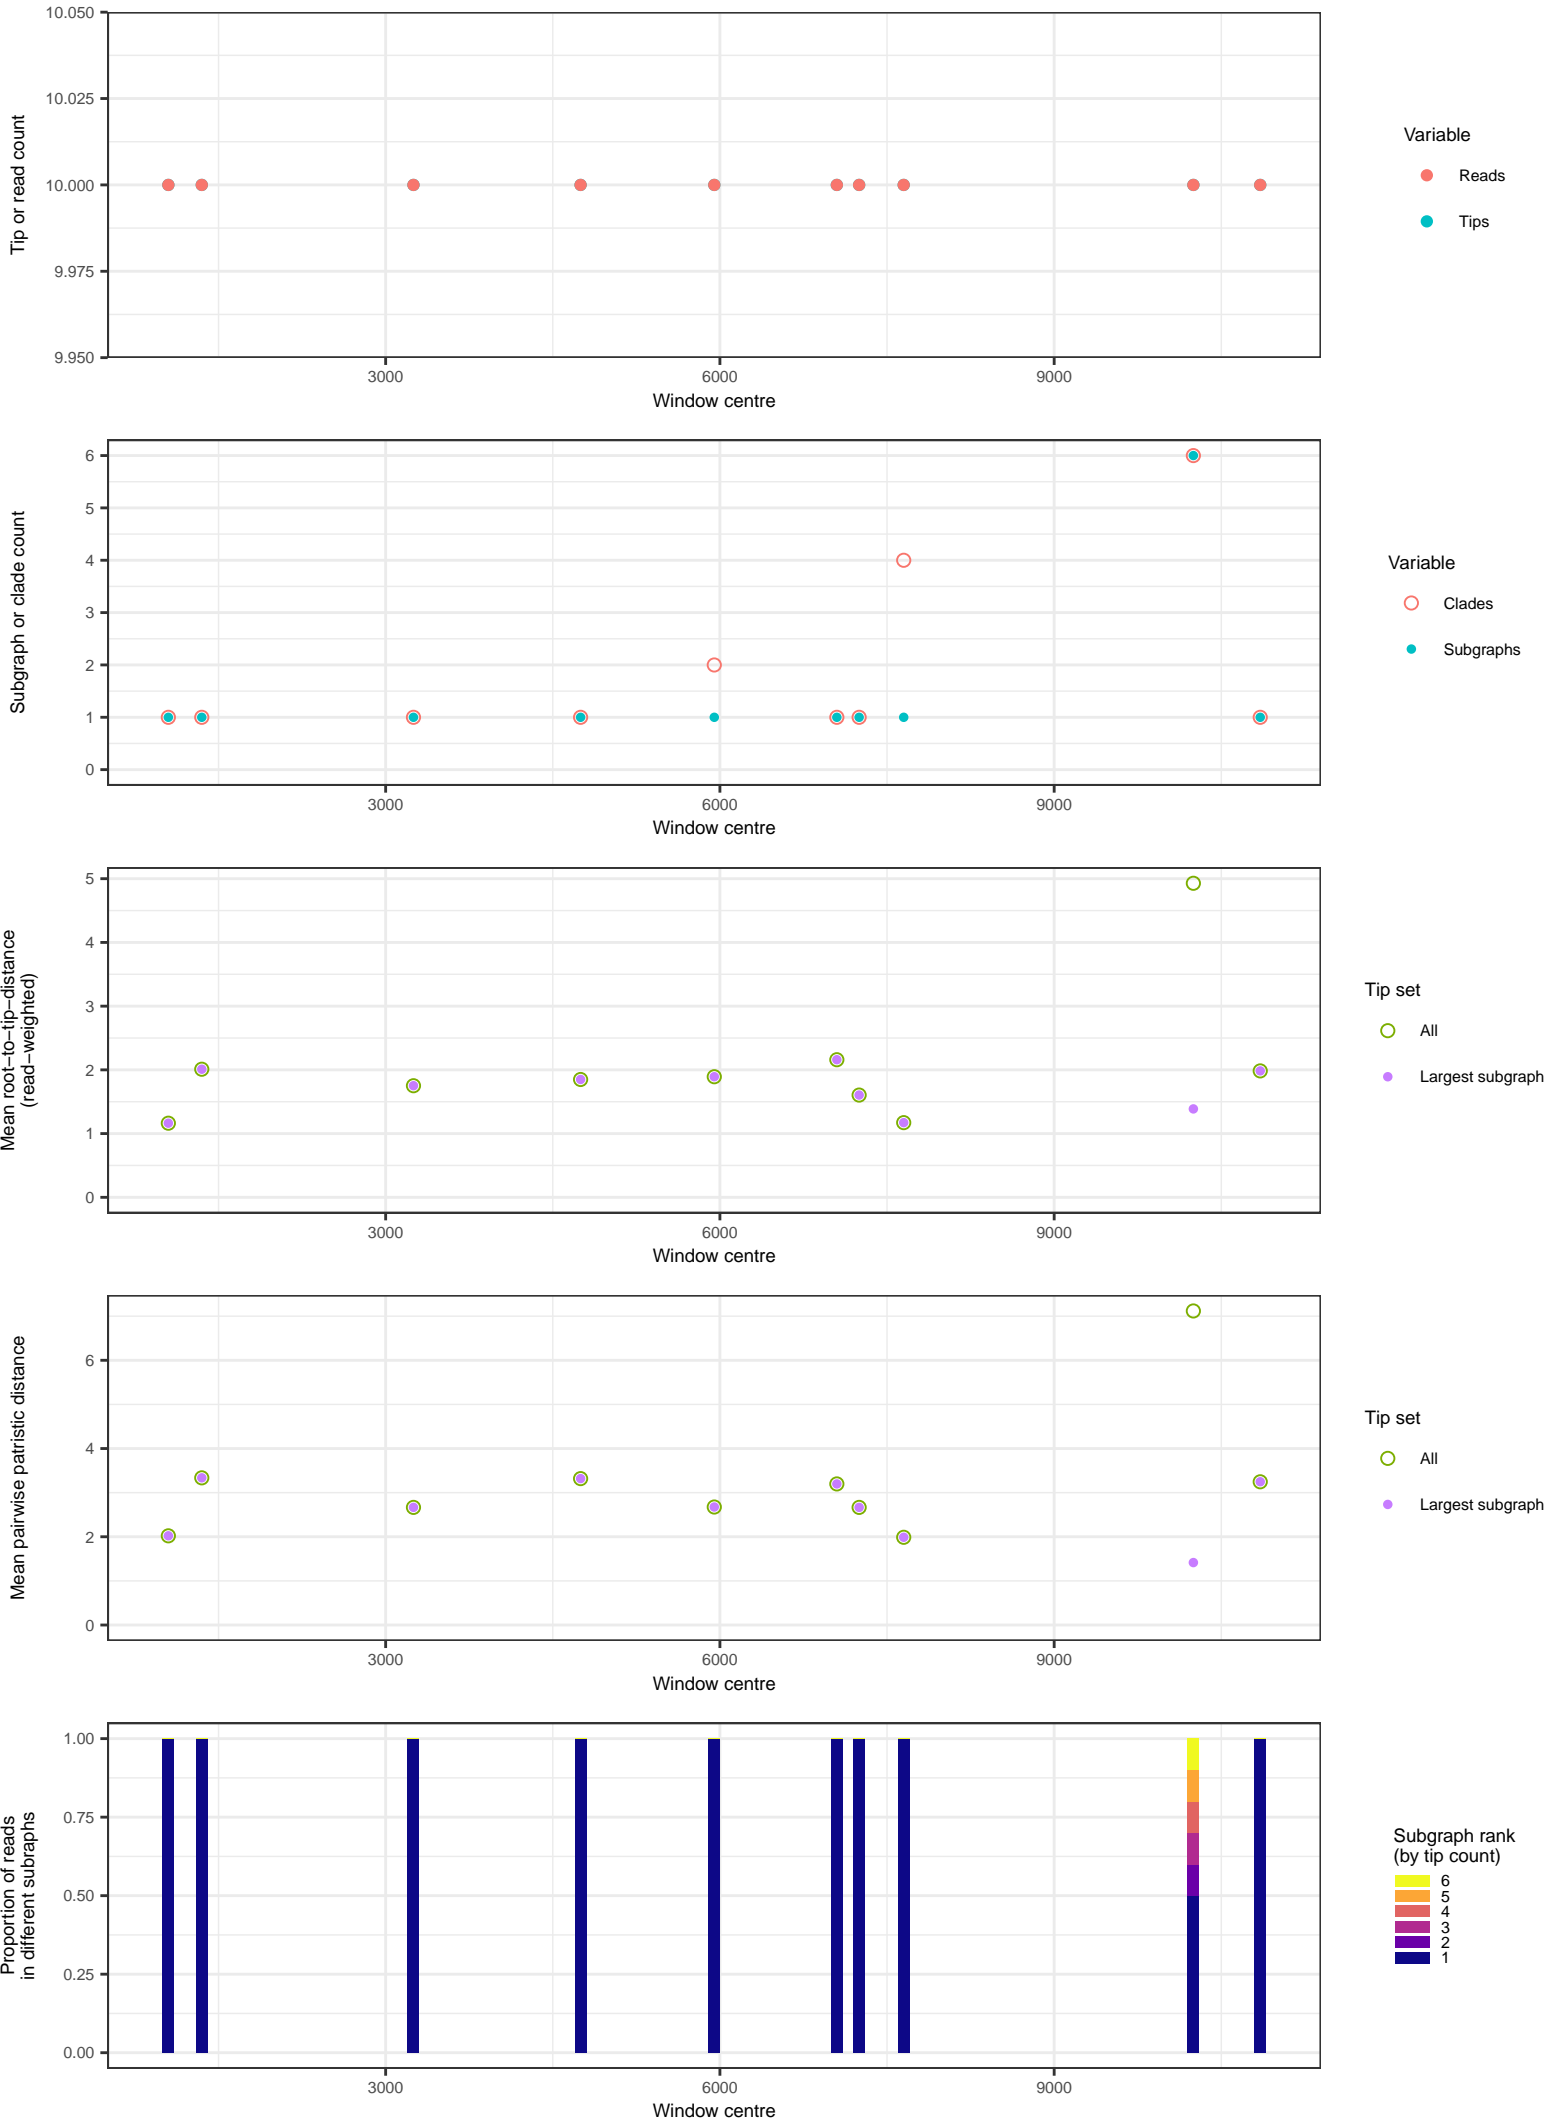 10.050
10.025
10.000
9.975
9.950
Tip or read count
3000
6000
9000
Window centre
Variable
Reads
Tips
6
5
4
3
2
1
0
Subgraph or clade count
3000
6000
9000
Window centre
Variable
Clades
Subgraphs
5
4
3
2
1
0
Mean root−to−tip−distance
(read−weighted)
3000
6000
9000
Window centre
Tip set
All
Largest subgraph
6
4
2
0
Mean pairwise patristic distance
3000
6000
9000
Window centre
Tip set
All
Largest subgraph
1.00
0.75
0.50
0.25
0.00
Proportion of reads
in different subraphs
3000
6000
9000
Window centre
Subgraph rank
(by tip count)
6
5
4
3
2
1